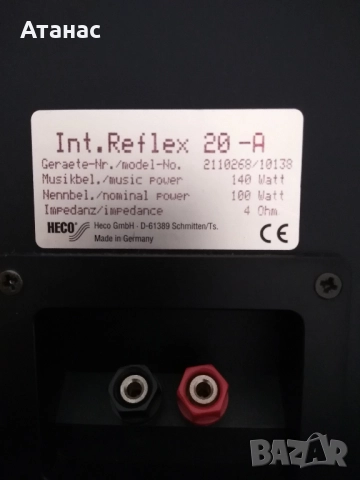 Атанас
Int.Reflex 20-A
Geraete-Nr./model-No. 2110268/10138
Musikbel./music power 140 Watt
Nennbel./nominal power 100 Watt
Impedanz/impedance 4 Ohm
HECO® Heco GmbH - D-61389 Schmitten/Ts.
Made in Germany
CE
BAZAR